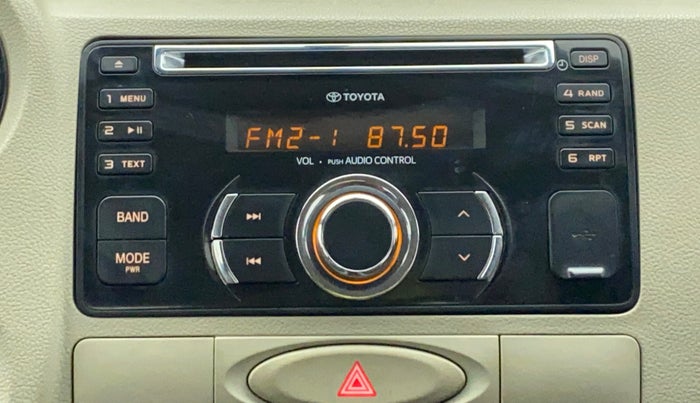 DISP
1 MENU
TOYOTA
4 RAND
2
FM2-1 87.50
5 SCAN
3 TEXT
VOL • PUSH AUDIO CONTROL
6 RPT
BAND
MODE
PWR